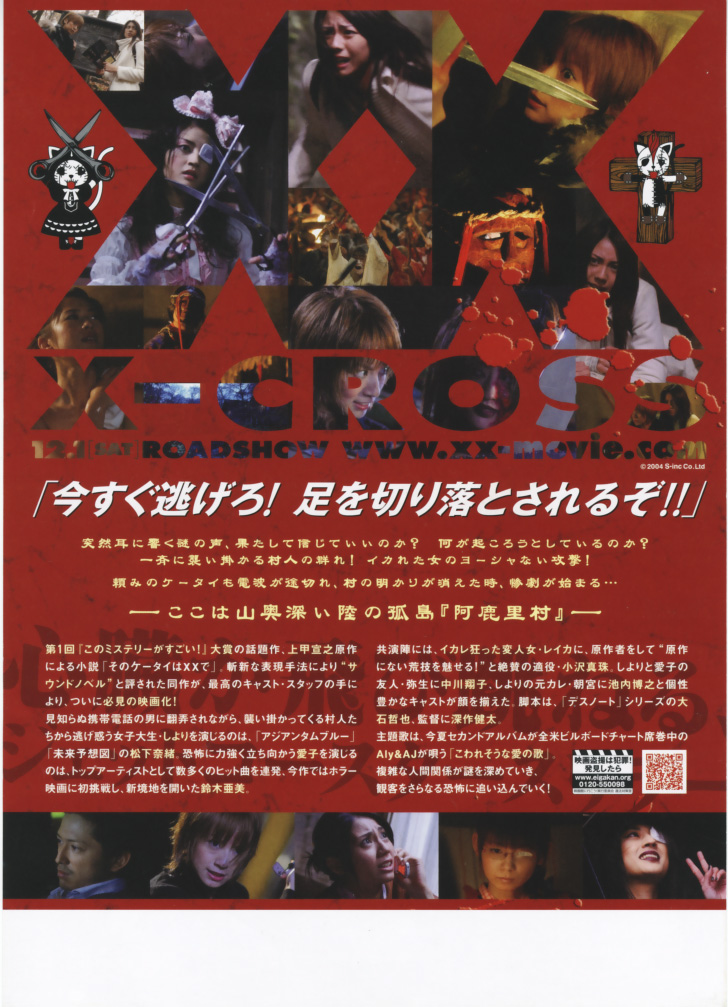 XX
X-CROSS
12.1[SAT] ROADSHOW www.xx-movie.com
© 2004 S-inc Co.Ltd
「今すぐ逃げろ! 足を切り落とされるぞ!!」
突然耳に響く謎の声、果たして信じていいのか? 何が起ころうとしているのか?
一斉に襲い掛かる村人の群れ! イカれた女のヨーシャない攻撃!
頼みのケータイも電波が途切れ、村の明かりが消えた時、惨劇が始まる…
ーここは山奥深い陸の孤島『阿鹿里村』ー
第1回『このミステリーがすごい!』大賞の話題作、上甲宣之原作
による小説「そのケータイはXXで」。斬新な表現手法により“サ
ウンドノベル”と評された同作が、最高のキャスト・スタッフの手に
より、ついに必見の映画化!
見知らぬ携帯電話の男に翻弄されながら、襲い掛かってくる村人た
ちから逃げ惑う女子大生・しよりを演じるのは、「アジアンタムブルー」
「未来予想図」の松下奈緒。恐怖に力強く立ち向かう愛子を演じる
のは、トップアーティストとして数多くのヒット曲を連発、今作ではホラー
映画に初挑戦し、新境地を開いた鈴木亜美。
共演陣には、イカレ狂った変人女・レイカに、原作者をして“原作
にない荒技を魅せる!”と絶賛の適役・小沢真珠。しよりと愛子の
友人・弥生に中川翔子、しよりの元カレ・朝宮に池内博之と個性
豊かなキャストが顔を揃えた。脚本は、「デスノート」シリーズの大
石哲也、監督に深作健太。
主題歌は、今夏セカンドアルバムが全米ビルボードチャート席巻中の
Aly&AJが唄う「こわれそうな愛の歌」。
複雑な人間関係が謎を深めていき、
観客をさらなる恐怖に追い込んでいく!
映画盗撮は犯罪!
発見したら
www.eigakan.org
0120-550098